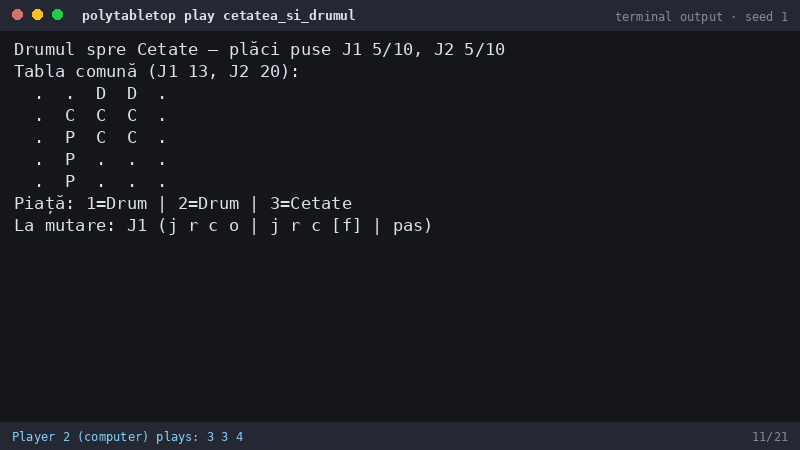 polytabletop play cetatea_si_drumul
terminal output · seed 1
Drumul spre Cetate — plăci puse J1 5/10, J2 5/10
Tabla comună (J1 13, J2 20):
. . D D .
. C C C .
. P C C .
. P . . .
. P . . .
Piață: 1=Drum | 2=Drum | 3=Cetate
La mutare: J1 (j r c o | j r c [f] | pas)
Player 2 (computer) plays: 3 3 4
11/21